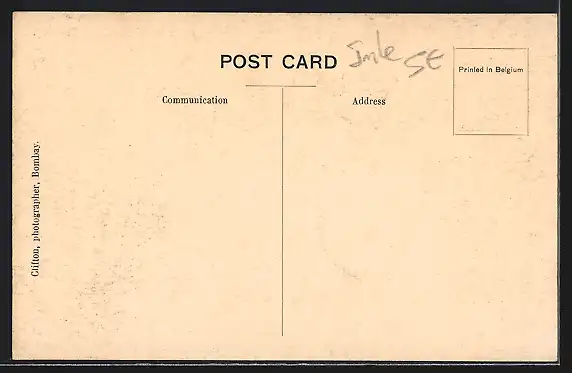 POST CARD
Printed in Belgium
Communication
Address
Clifton, photographer, Bombay.